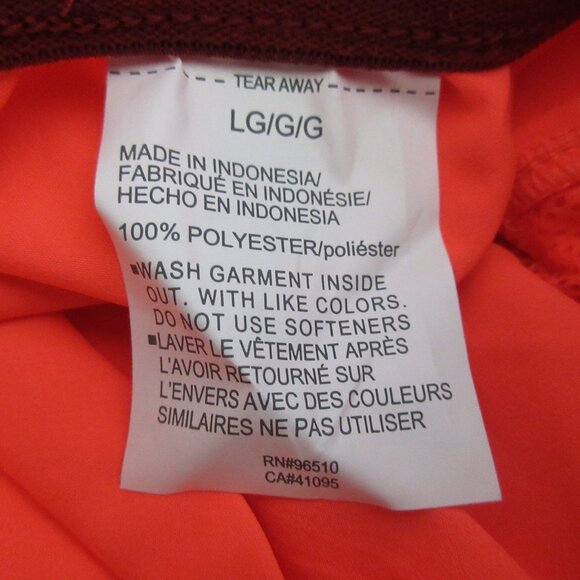 TEAR AWAY
LG/G/G
MADE IN INDONESIA/
FABRIQUÉ EN INDONÉSIE/
HECHO EN INDONESIA
100% POLYESTER/poliéster
▪WASH GARMENT INSIDE
OUT. WITH LIKE COLORS.
DO NOT USE SOFTENERS
▪LAVER LE VÊTEMENT APRÈS
L'AVOIR RETOURNÉ SUR
L'ENVERS AVEC DES COULEURS
SIMILAIRES NE PAS UTILISER
RN#96510
CA#41095